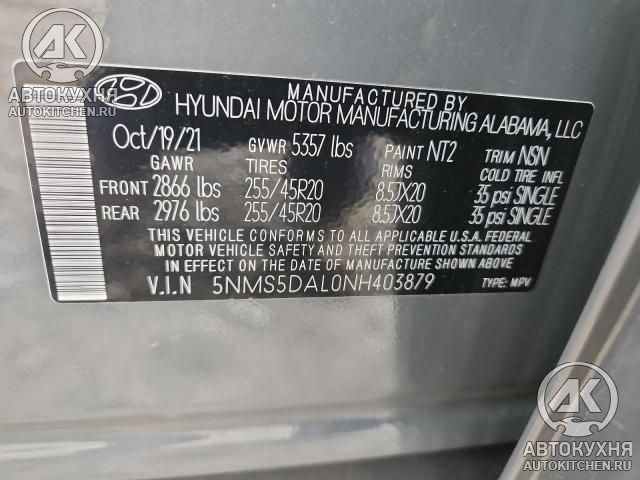 MANUFACTURED BY
HYUNDAI MOTOR MANUFACTURING ALABAMA, LLC
Oct/19/21 GVWR 5357 lbs PAINT NT2 TRIM NSN
GAWR TIRES RIMS COLD TIRE INFL
FRONT 2866 lbs 255/45R20 8.5JX20 35 psi SINGLE
REAR 2976 lbs 255/45R20 8.5JX20 35 psi SINGLE
THIS VEHICLE CONFORMS TO ALL APPLICABLE U.S.A. FEDERAL
MOTOR VEHICLE SAFETY AND THEFT PREVENTION STANDARDS
IN EFFECT ON THE DATE OF MANUFACTURE SHOWN ABOVE
V.I.N 5NMS5DAL0NH403879 TYPE: MPV
АК
АВТОКУХНЯ
AUTOKITCHEN.RU
АК
АВТОКУХНЯ
AUTOKITCHEN.RU